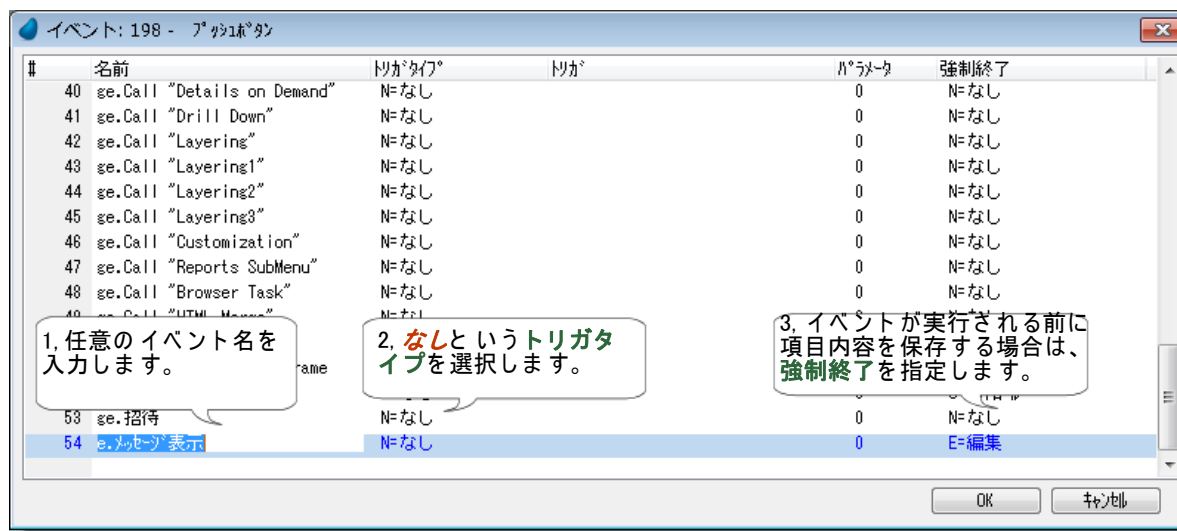 イベント: 198 - ﾌﾟｯｼｭﾎﾞﾀﾝ
# 名前 ﾄﾘｶﾞﾀｲﾌﾟ ﾄﾘｶﾞ ﾊﾟﾗﾒｰﾀ 強制終了
40 ge.Call "Details on Demand" N=なし 0 N=なし
41 ge.Call "Drill Down" N=なし 0 N=なし
42 ge.Call "Layering" N=なし 0 N=なし
43 ge.Call "Layering1" N=なし 0 N=なし
44 ge.Call "Layering2" N=なし 0 N=なし
45 ge.Call "Layering3" N=なし 0 N=なし
46 ge.Call "Customization" N=なし 0 N=なし
47 ge.Call "Reports SubMenu" N=なし 0 N=なし
48 ge.Call "Browser Task" N=なし 0 N=なし
1, 任意のイベント名を
入力します。
2, なしというトリガタ
イプを選択します。
3, イベントが実行される前に
項目内容を保存する場合は、
強制終了を指定します。
53 ge.招待 N=なし 0 N=なし
54 e.ﾒｯｾｰｼﾞ表示 N=なし 0 E=編集
OK ｷｬﾝｾﾙ